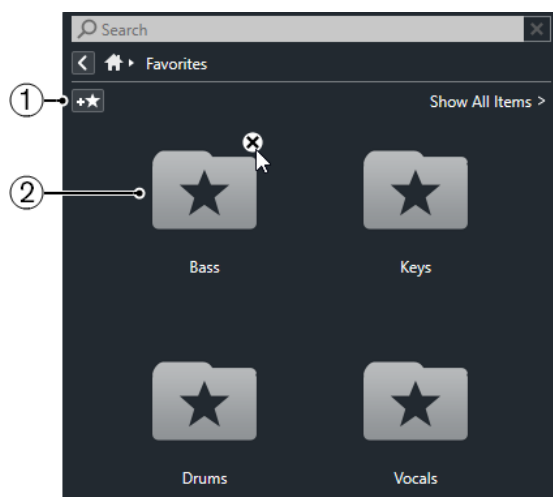 Search
Favorites
1
Show All Items >
2
Bass
Keys
Drums
Vocals